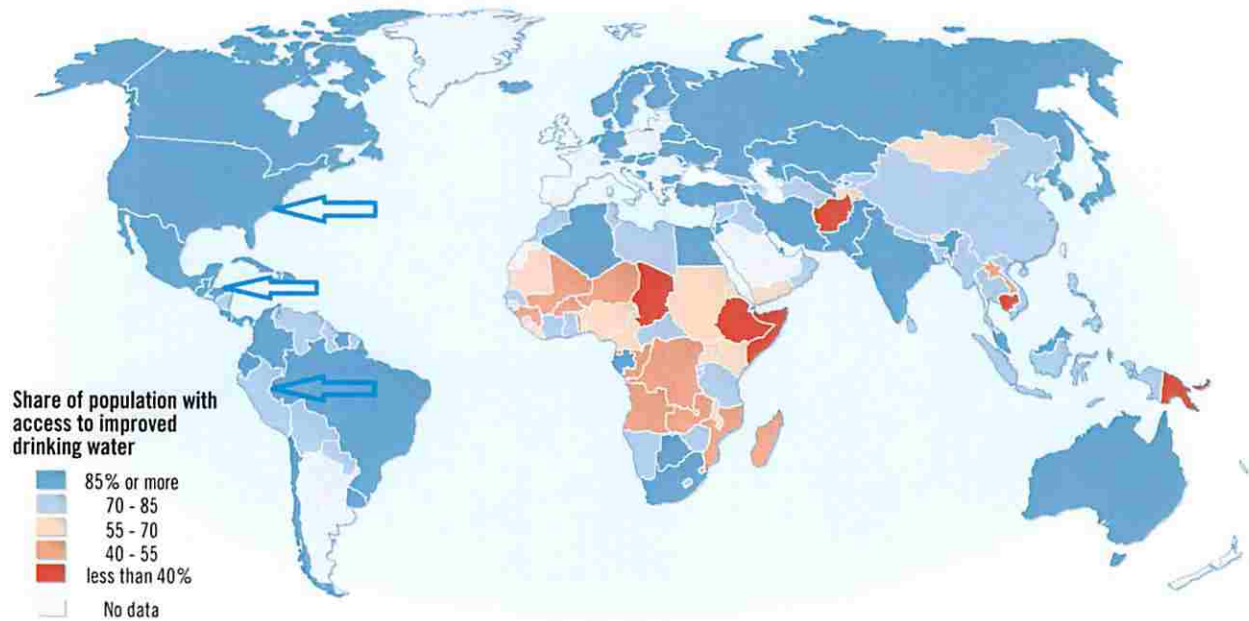 Share of population with
access to improved
drinking water
85% or more
70 - 85
55 - 70
40 - 55
less than 40%
No data